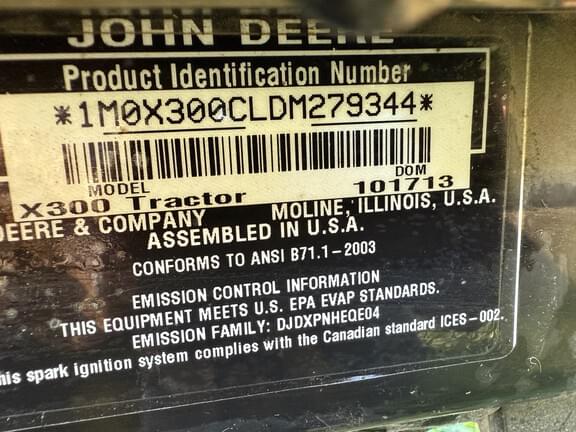 JOHN DEERE
Product Identification Number
*1M0X300CLDM279344*
MODEL DOM
X300 Tractor 101713
DEERE & COMPANY MOLINE, ILLINOIS, U.S.A.
ASSEMBLED IN U.S.A.
CONFORMS TO ANSI B71.1-2003
EMISSION CONTROL INFORMATION
THIS EQUIPMENT MEETS U.S. EPA EVAP STANDARDS.
EMISSION FAMILY: DJDXPNHEQE04
his spark ignition system complies with the Canadian standard ICES-002.